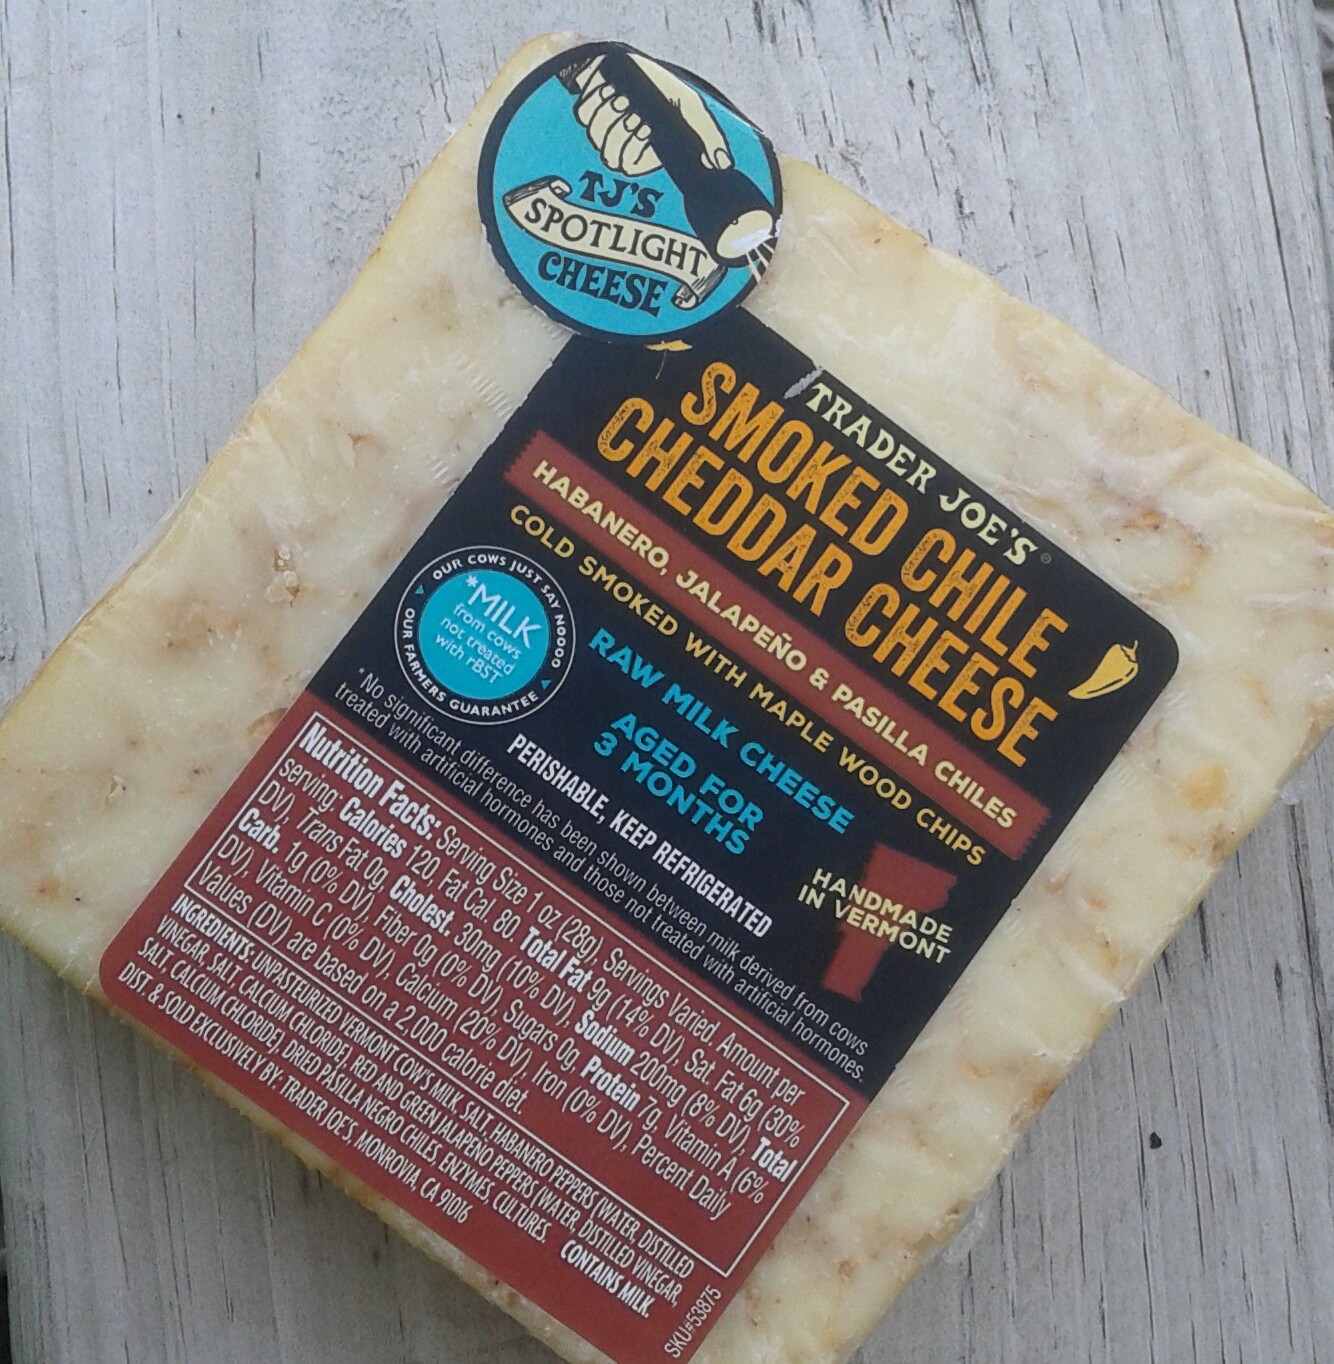 TJ'S
SPOTLIGHT
CHEESE
TRADER JOE'S®
SMOKED CHILE
CHEDDAR CHEESE
HABANERO, JALAPEÑO & PASILLA CHILES
COLD SMOKED WITH MAPLE WOOD CHIPS
OUR COWS JUST SAY NOOOO
*MILK
from cows
not treated
with rBST
OUR FARMERS GUARANTEE
RAW MILK CHEESE
AGED FOR
3 MONTHS
HANDMADE
IN VERMONT
PERISHABLE, KEEP REFRIGERATED
*No significant difference has been shown between milk derived from cows
treated with artificial hormones and those not treated with artificial hormones.
Nutrition Facts: Serving Size 1 oz (28g), Servings Varied, Amount per
serving: Calories 120 Fat Cal. 80. Total Fat 9g (14% DV), Sat. Fat 6g (30%
DV), Trans Fat 0g, Cholest. 30mg (10% DV), Sodium 200mg (8% DV), Total
Carb. 1g (0% DV), Fiber 0g (0% DV), Sugars 0g, Protein 7g, Vitamin A (6%
DV), Vitamin C (0% DV), Calcium (20% DV), Iron (0% DV), Percent Daily
Values (DV) are based on a 2,000 calorie diet.
INGREDIENTS: UNPASTEURIZED VERMONT COW'S MILK, SALT, HABANERO PEPPERS (WATER, DISTILLED
VINEGAR, SALT, CALCIUM CHLORIDE), RED AND GREEN JALAPEÑO PEPPERS (WATER, DISTILLED VINEGAR,
SALT, CALCIUM CHLORIDE) DRIED PASILLA NEGRO CHILES, ENZYMES, CULTURES. CONTAINS MILK.
DIST. & SOLD EXCLUSIVELY BY: TRADER JOE'S, MONROVIA, CA 91016
SKU#53875